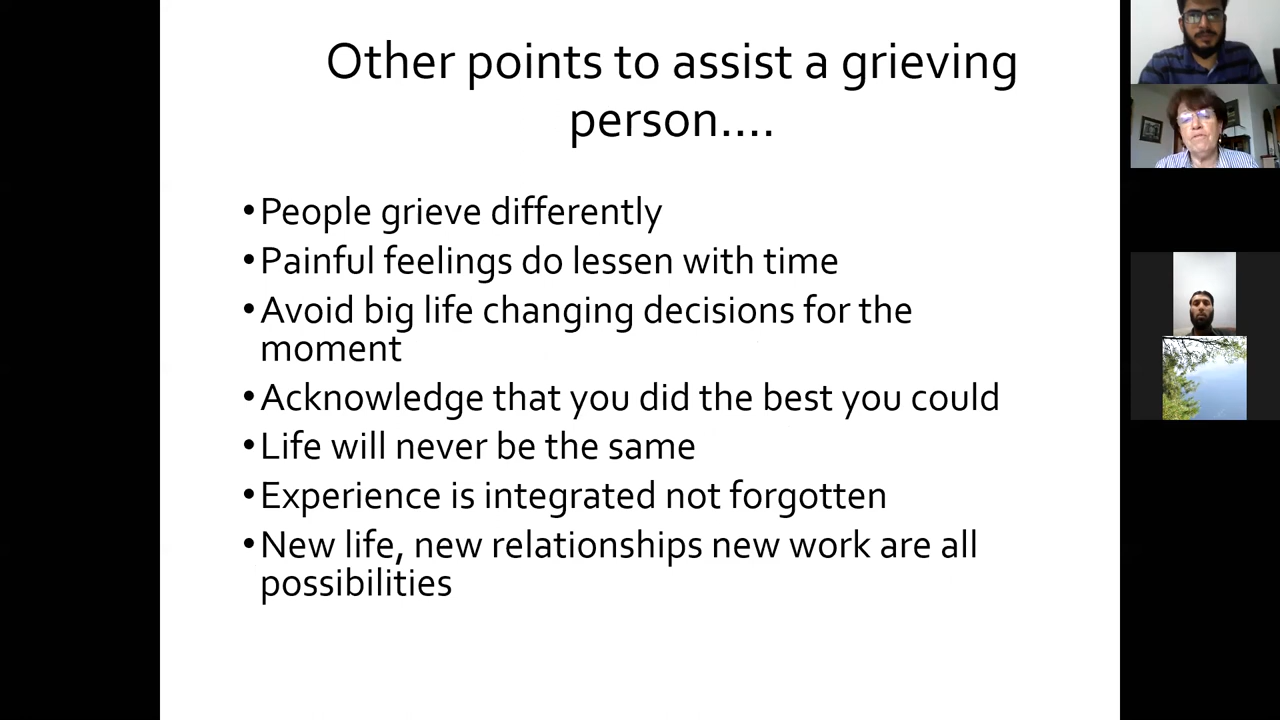 Other points to assist a grieving
person....
•People grieve differently
•Painful feelings do lessen with time
•Avoid big life changing decisions for the
moment
•Acknowledge that you did the best you could
•Life will never be the same
•Experience is integrated not forgotten
•New life, new relationships new work are all
possibilities